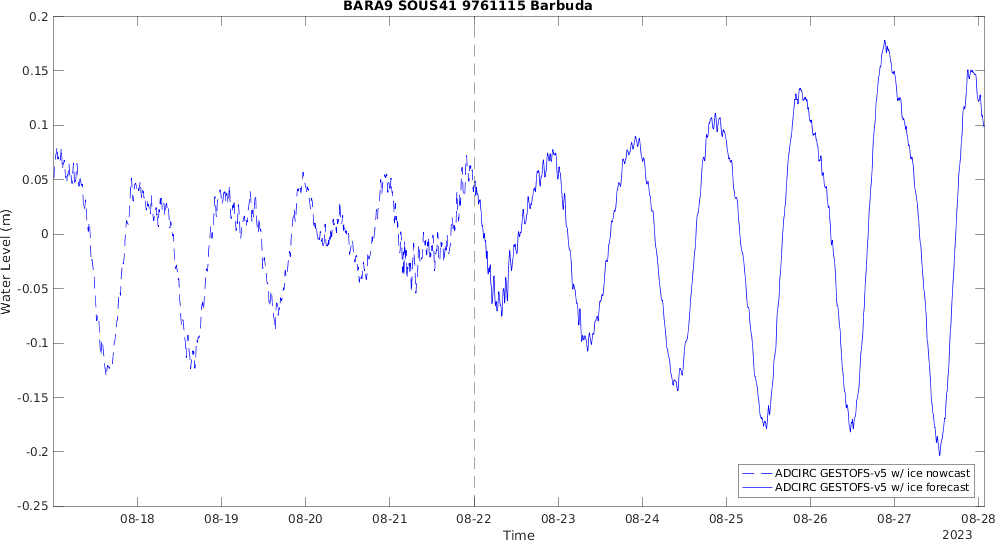 BARA9 SOUS41 9761115 Barbuda
0.2
0.15
0.1
0.05
0
-0.05
-0.1
-0.15
-0.2
-0.25
Water Level (m)
ADCIRC GESTOFS-v5 w/ ice nowcast
ADCIRC GESTOFS-v5 w/ ice forecast
08-18 08-19 08-20 08-21 08-22 08-23 08-24 08-25 08-26 08-27 08-28
Time
2023